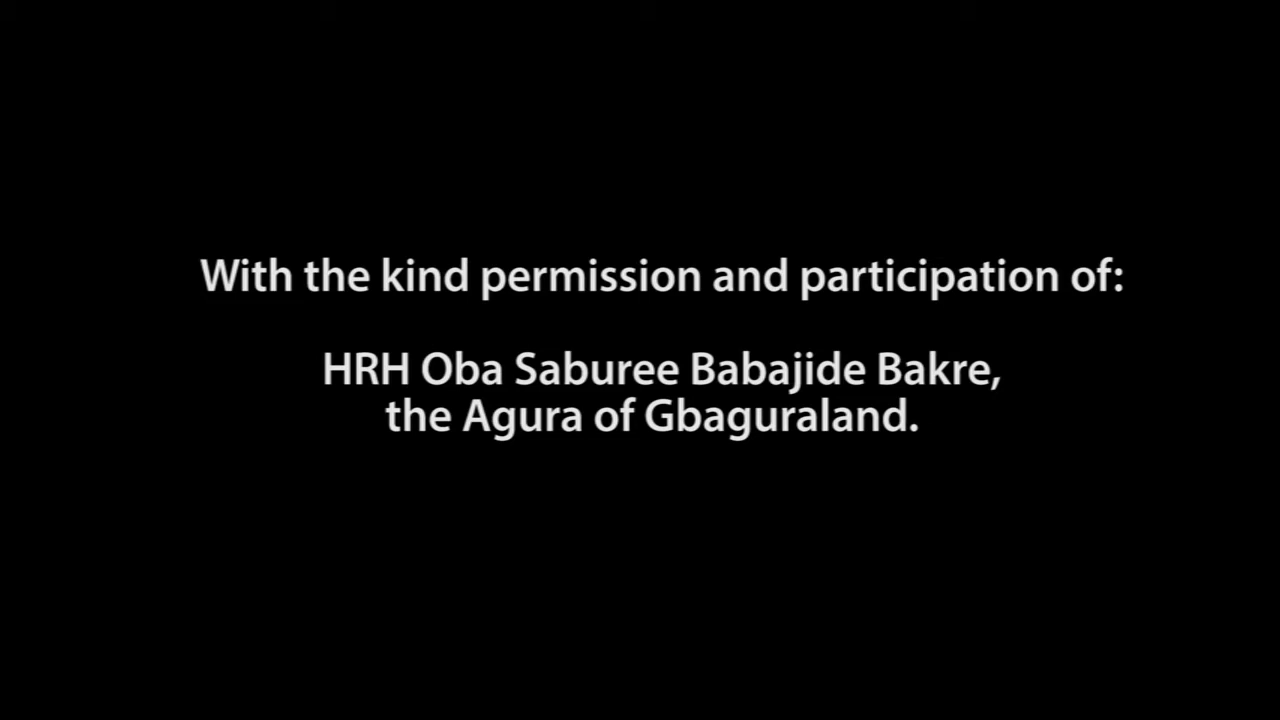 With the kind permission and participation of:
HRH Oba Saburee Babajide Bakre,
the Agura of Gbaguraland.